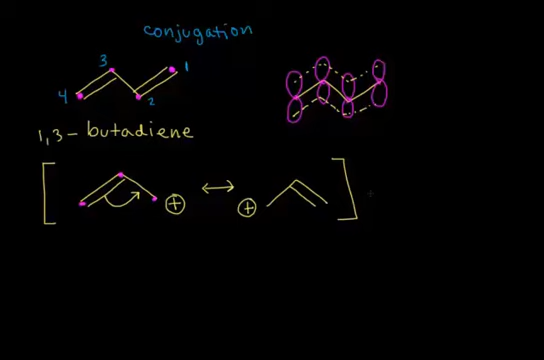 conjugation
3 1
4 2
1,3-butadiene
[ + ↔ + ]